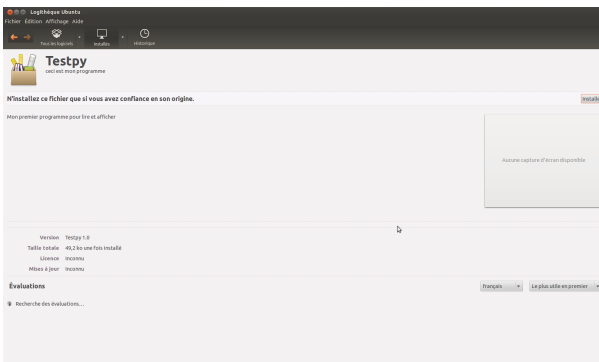 Logithèque Ubuntu
Fichier Édition Affichage Aide
Tous les logiciels Installés Historique
Testpy
ceci est mon programme
N'installez ce fichier que si vous avez confiance en son origine.
Installe
Mon premier programme pour lire et afficher
Aucune capture d'écran disponible
Version Testpy 1.0
Taille totale 49,2 ko une fois installé
Licence Inconnu
Mises à jour Inconnu
Évaluations
Français Le plus utile en premier
Recherche des évaluations...